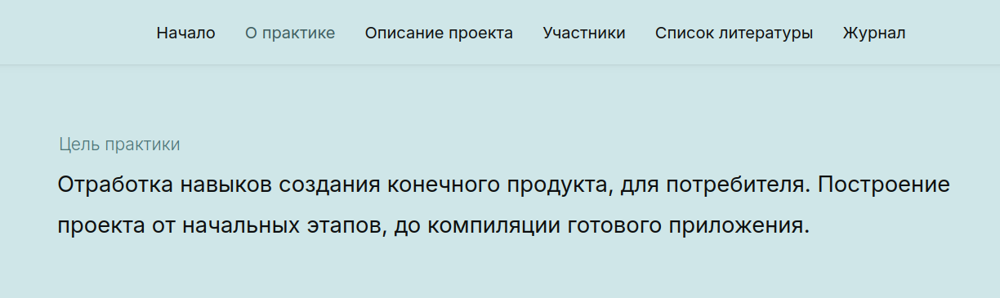 Начало О практике Описание проекта Участники Список литературы Журнал
Цель практики
Отработка навыков создания конечного продукта, для потребителя. Построение
проекта от начальных этапов, до компиляции готового приложения.